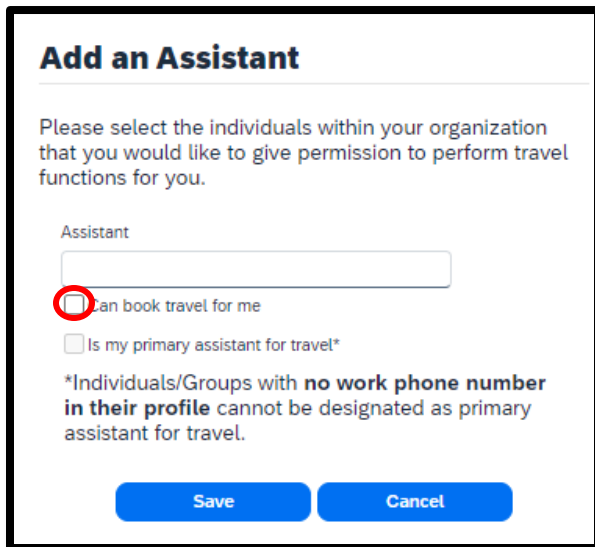 Add an Assistant
Please select the individuals within your organization
that you would like to give permission to perform travel
functions for you.
Assistant
Can book travel for me
Is my primary assistant for travel*
*Individuals/Groups with no work phone number
in their profile cannot be designated as primary
assistant for travel.
Save Cancel